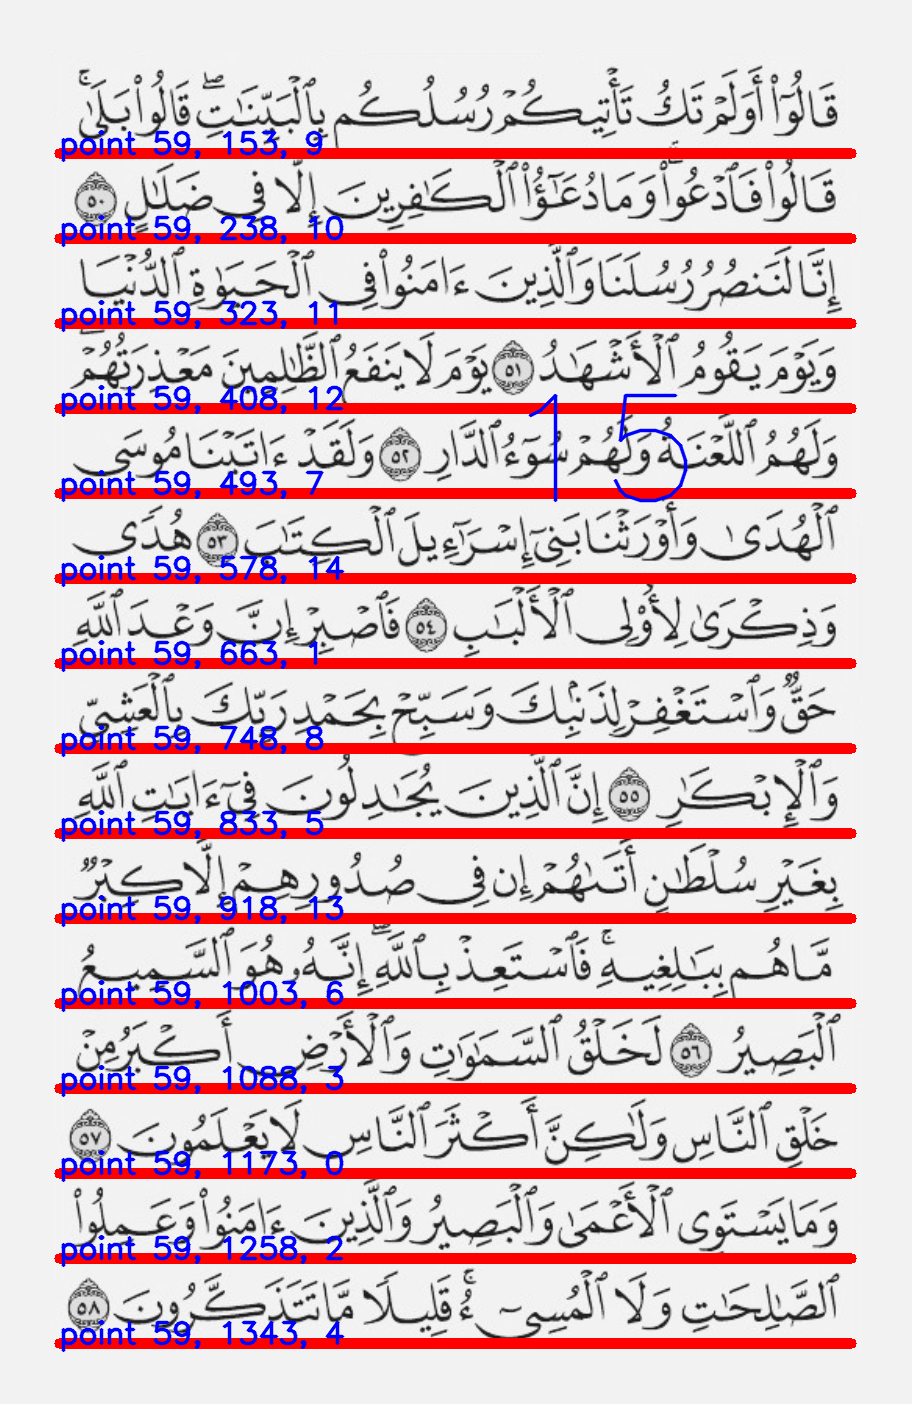 قَالُوٓا۟ أَوَلَمْ تَكُ تَأْتِيكُمْ رُسُلُكُم بِٱلْبَيِّنَـٰتِ ۖ قَالُوا۟ بَلَىٰ ۚ
point 59, 153, 9
قَالُوا۟ فَٱدْعُوا۟ ۗ وَمَا دُعَـٰٓؤُا۟ ٱلْكَـٰفِرِينَ إِلَّا فِى ضَلَـٰلٍ ٥٠
point 59, 238, 10
إِنَّا لَنَنصُرُ رُسُلَنَا وَٱلَّذِينَ ءَامَنُوا۟ فِى ٱلْحَيَوٰةِ ٱلدُّنْيَا
point 59, 323, 11
وَيَوْمَ يَقُومُ ٱلْأَشْهَـٰدُ ٥١ يَوْمَ لَا يَنفَعُ ٱلظَّـٰلِمِينَ مَعْذِرَتُهُمْ ۖ
point 59, 408, 12
15
وَلَهُمُ ٱللَّعْنَةُ وَلَهُمْ سُوٓءُ ٱلدَّارِ ٥٢ وَلَقَدْ ءَاتَيْنَا مُوسَى
point 59, 493, 7
ٱلْهُدَىٰ وَأَوْرَثْنَا بَنِىٓ إِسْرَٰٓءِيلَ ٱلْكِتَـٰبَ ٥٣ هُدًى
point 59, 578, 14
وَذِكْرَىٰ لِأُو۟لِى ٱلْأَلْبَـٰبِ ٥٤ فَٱصْبِرْ إِنَّ وَعْدَ ٱللَّهِ
point 59, 663, 1
حَقٌّ وَٱسْتَغْفِرْ لِذَنۢبِكَ وَسَبِّحْ بِحَمْدِ رَبِّكَ بِٱلْعَشِىِّ
point 59, 748, 8
وَٱلْإِبْكَـٰرِ ٥٥ إِنَّ ٱلَّذِينَ يُجَـٰدِلُونَ فِىٓ ءَايَـٰتِ ٱللَّهِ
point 59, 833, 5
بِغَيْرِ سُلْطَـٰنٍ أَتَىٰهُمْ إِن فِى صُدُورِهِمْ إِلَّا كِبْرٌ
point 59, 918, 13
مَّا هُم بِبَـٰلِغِيهِ ۚ فَٱسْتَعِذْ بِٱللَّهِ ۖ إِنَّهُۥ هُوَ ٱلسَّمِيعُ
point 59, 1003, 6
ٱلْبَصِيرُ ٥٦ لَخَلْقُ ٱلسَّمَـٰوَٰتِ وَٱلْأَرْضِ أَكْبَرُ مِنْ
point 59, 1088, 3
خَلْقِ ٱلنَّاسِ وَلَـٰكِنَّ أَكْثَرَ ٱلنَّاسِ لَا يَعْلَمُونَ ٥٧
point 59, 1173, 0
وَمَا يَسْتَوِى ٱلْأَعْمَىٰ وَٱلْبَصِيرُ وَٱلَّذِينَ ءَامَنُوا۟ وَعَمِلُوا۟
point 59, 1258, 2
ٱلصَّـٰلِحَـٰتِ وَلَا ٱلْمُسِىٓءُ ۚ قَلِيلًا مَّا تَتَذَكَّرُونَ ٥٨
point 59, 1343, 4